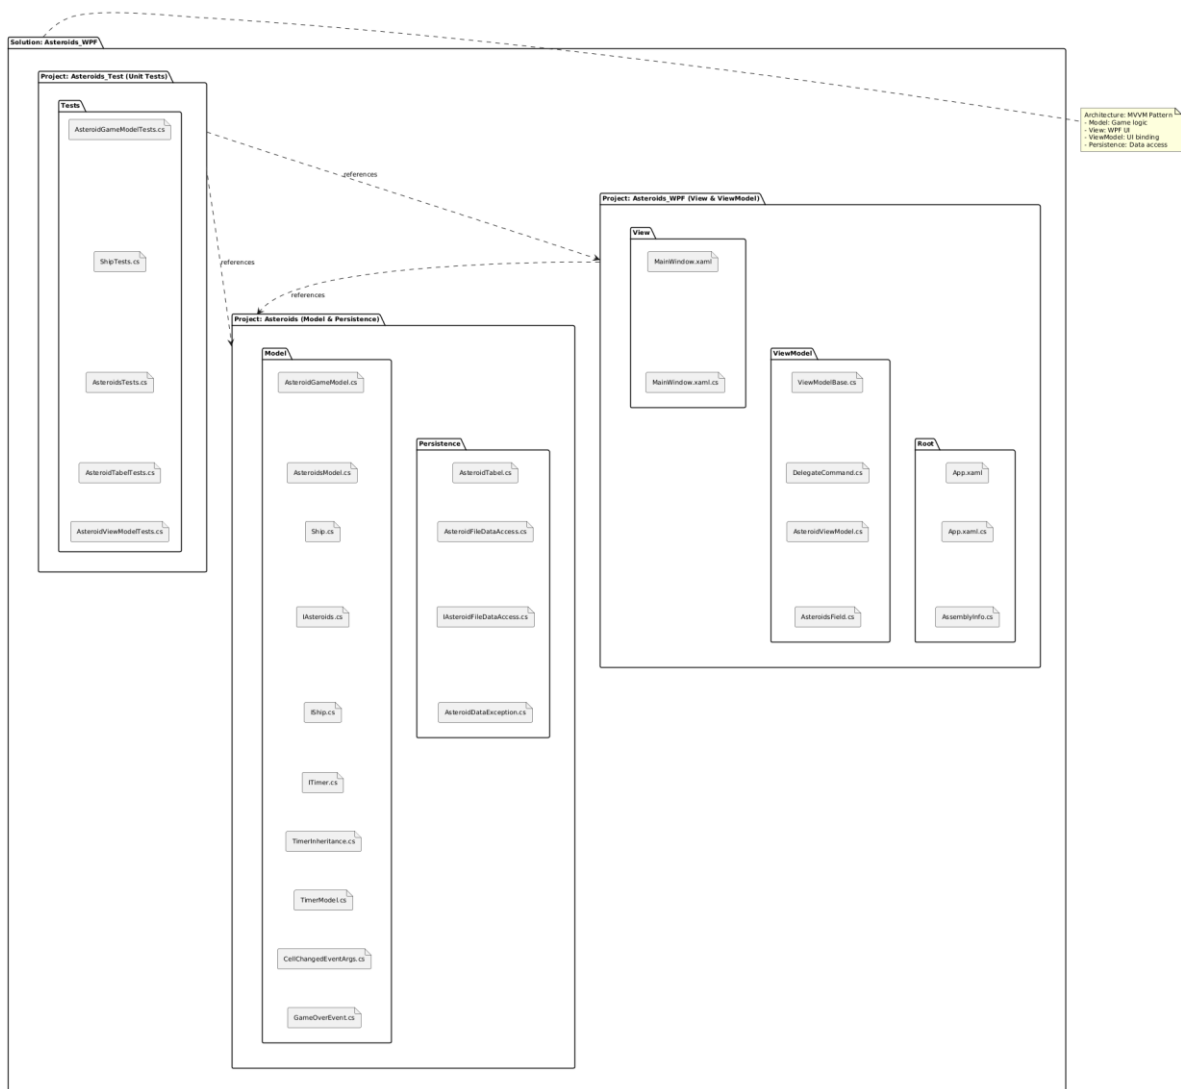 Solution: Asteroids_WPF
Project: Asteroids_Test (Unit Tests)
Tests
AsteroidGameModelTests.cs
ShipTests.cs
AsteroidsTests.cs
AsteroidTabelTests.cs
AsteroidViewModelTests.cs
references
references
references
Project: Asteroids (Model & Persistence)
Model
AsteroidGameModel.cs
AsteroidsModel.cs
Ship.cs
IAsteroids.cs
IShip.cs
ITimer.cs
TimerInheritance.cs
TimerModel.cs
CellChangedEventArgs.cs
GameOverEvent.cs
Persistence
AsteroidTabel.cs
AsteroidFileDataAccess.cs
IAsteroidFileDataAccess.cs
AsteroidDataException.cs
Project: Asteroids_WPF (View & ViewModel)
View
MainWindow.xaml
MainWindow.xaml.cs
ViewModel
ViewModelBase.cs
DelegateCommand.cs
AsteroidViewModel.cs
AsteroidsField.cs
Root
App.xaml
App.xaml.cs
AssemblyInfo.cs
Architecture: MVVM Pattern
- Model: Game logic
- View: WPF UI
- ViewModel: UI binding
- Persistence: Data access